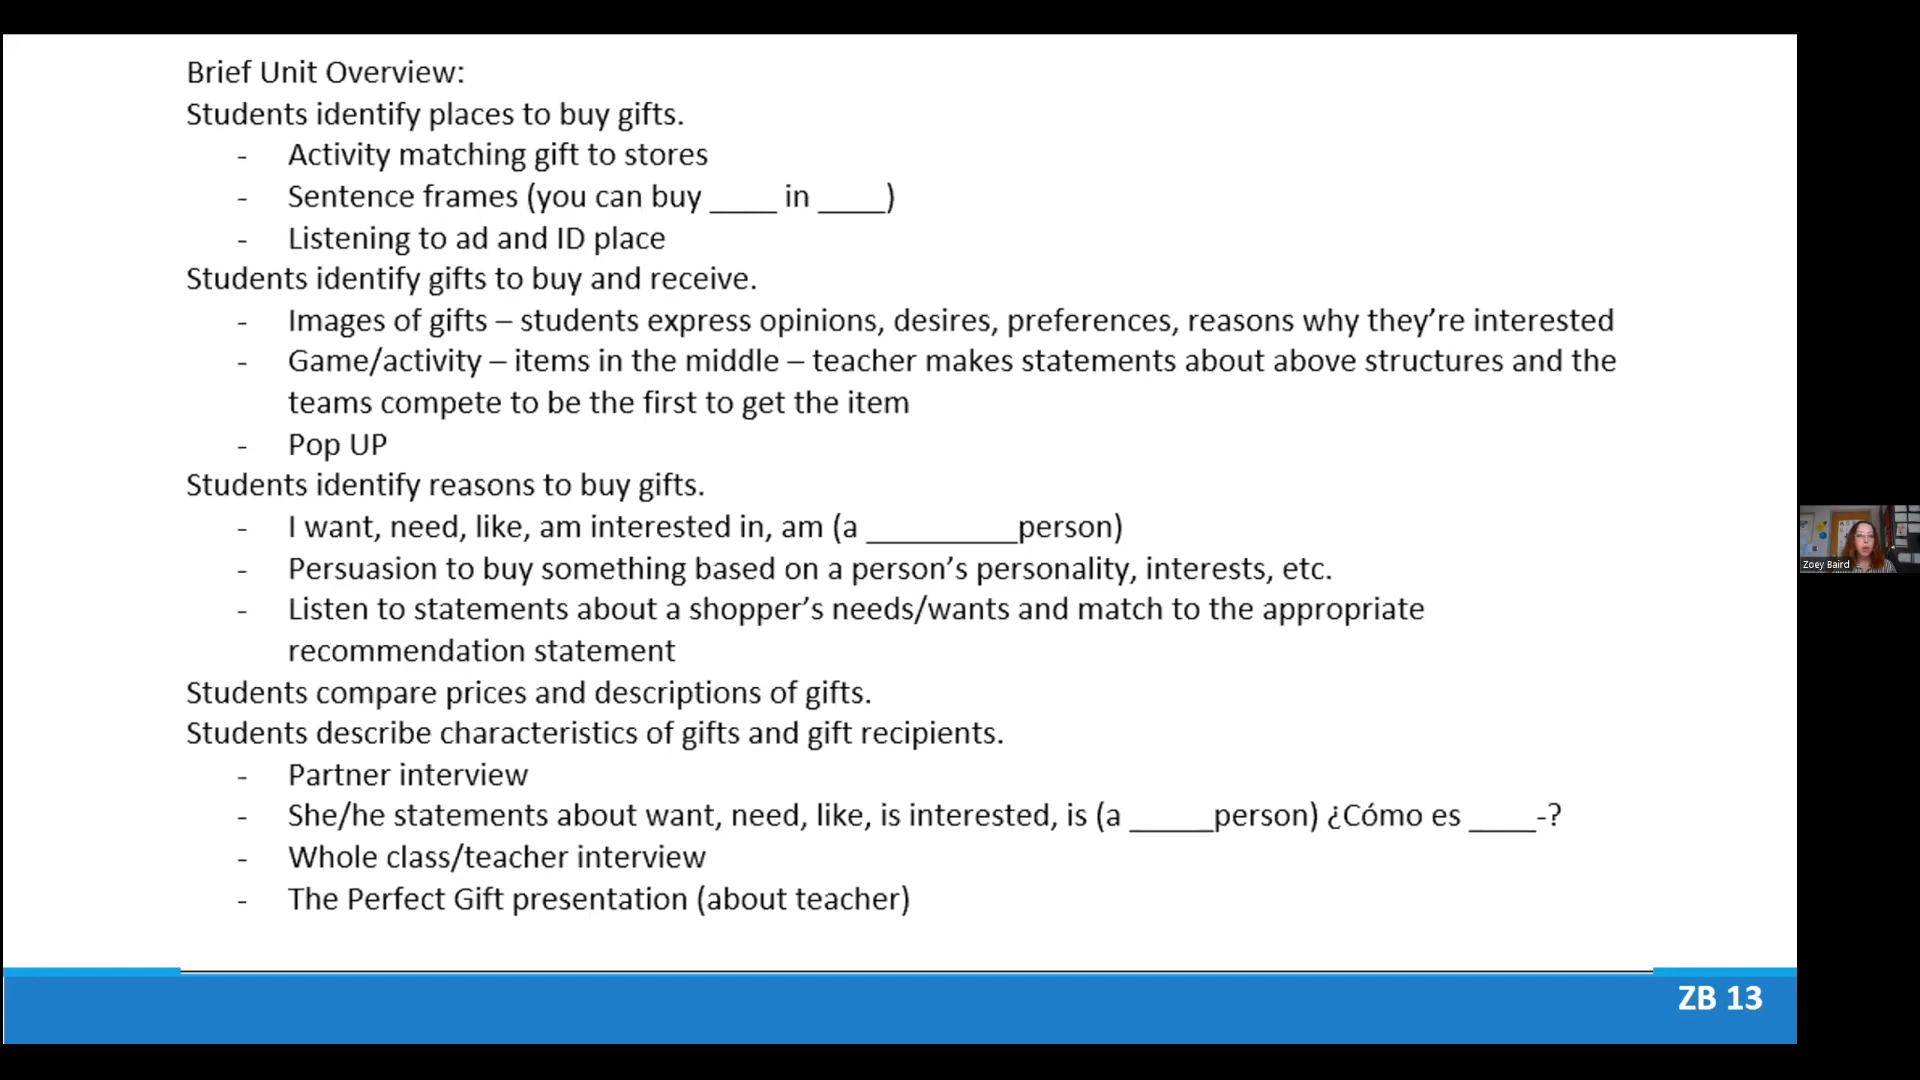 Brief Unit Overview:
Students identify places to buy gifts.
- Activity matching gift to stores
- Sentence frames (you can buy ____ in ____)
- Listening to ad and ID place
Students identify gifts to buy and receive.
- Images of gifts – students express opinions, desires, preferences, reasons why they’re interested
- Game/activity – items in the middle – teacher makes statements about above structures and the
teams compete to be the first to get the item
- Pop UP
Students identify reasons to buy gifts.
- I want, need, like, am interested in, am (a _________person)
- Persuasion to buy something based on a person’s personality, interests, etc.
- Listen to statements about a shopper’s needs/wants and match to the appropriate
recommendation statement
Students compare prices and descriptions of gifts.
Students describe characteristics of gifts and gift recipients.
- Partner interview
- She/he statements about want, need, like, is interested, is (a _____person) ¿Cómo es ____-?
- Whole class/teacher interview
- The Perfect Gift presentation (about teacher)
ZB 13
Zoey Baird